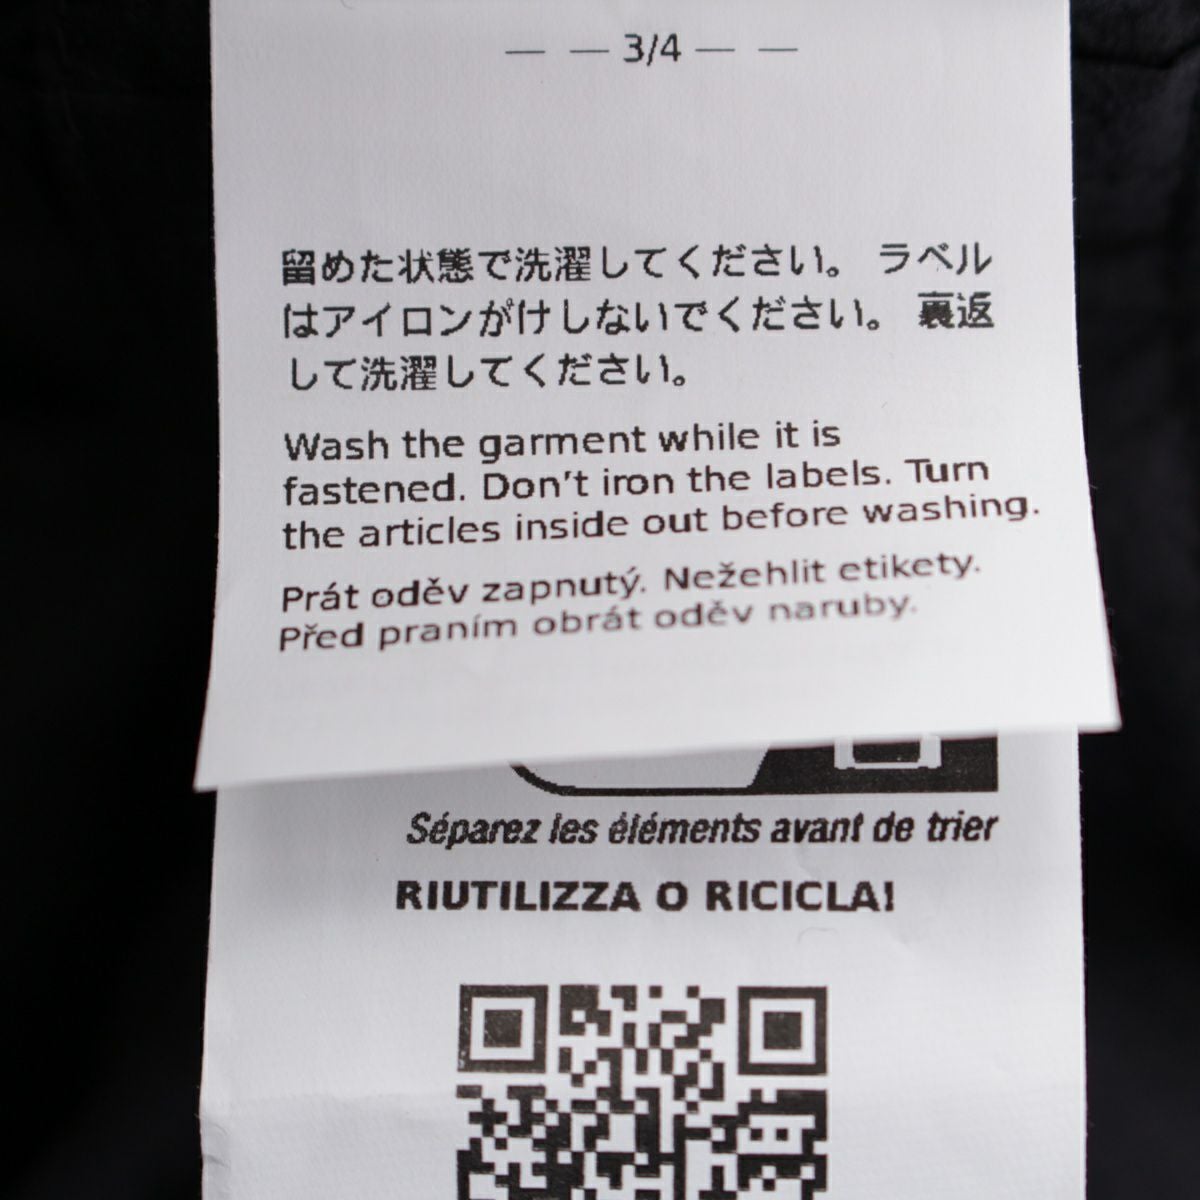 — — 3/4 — —
留めた状態で洗濯してください。 ラベル
はアイロンがけしないでください。 裏返
して洗濯してください。
Wash the garment while it is
fastened. Don't iron the labels. Turn
the articles inside out before washing.
Prát oděv zapnutý. Nežehlit etikety.
Před praním obrát oděv naruby.
Séparez les éléments avant de trier
RIUTILIZZA O RICICLA!